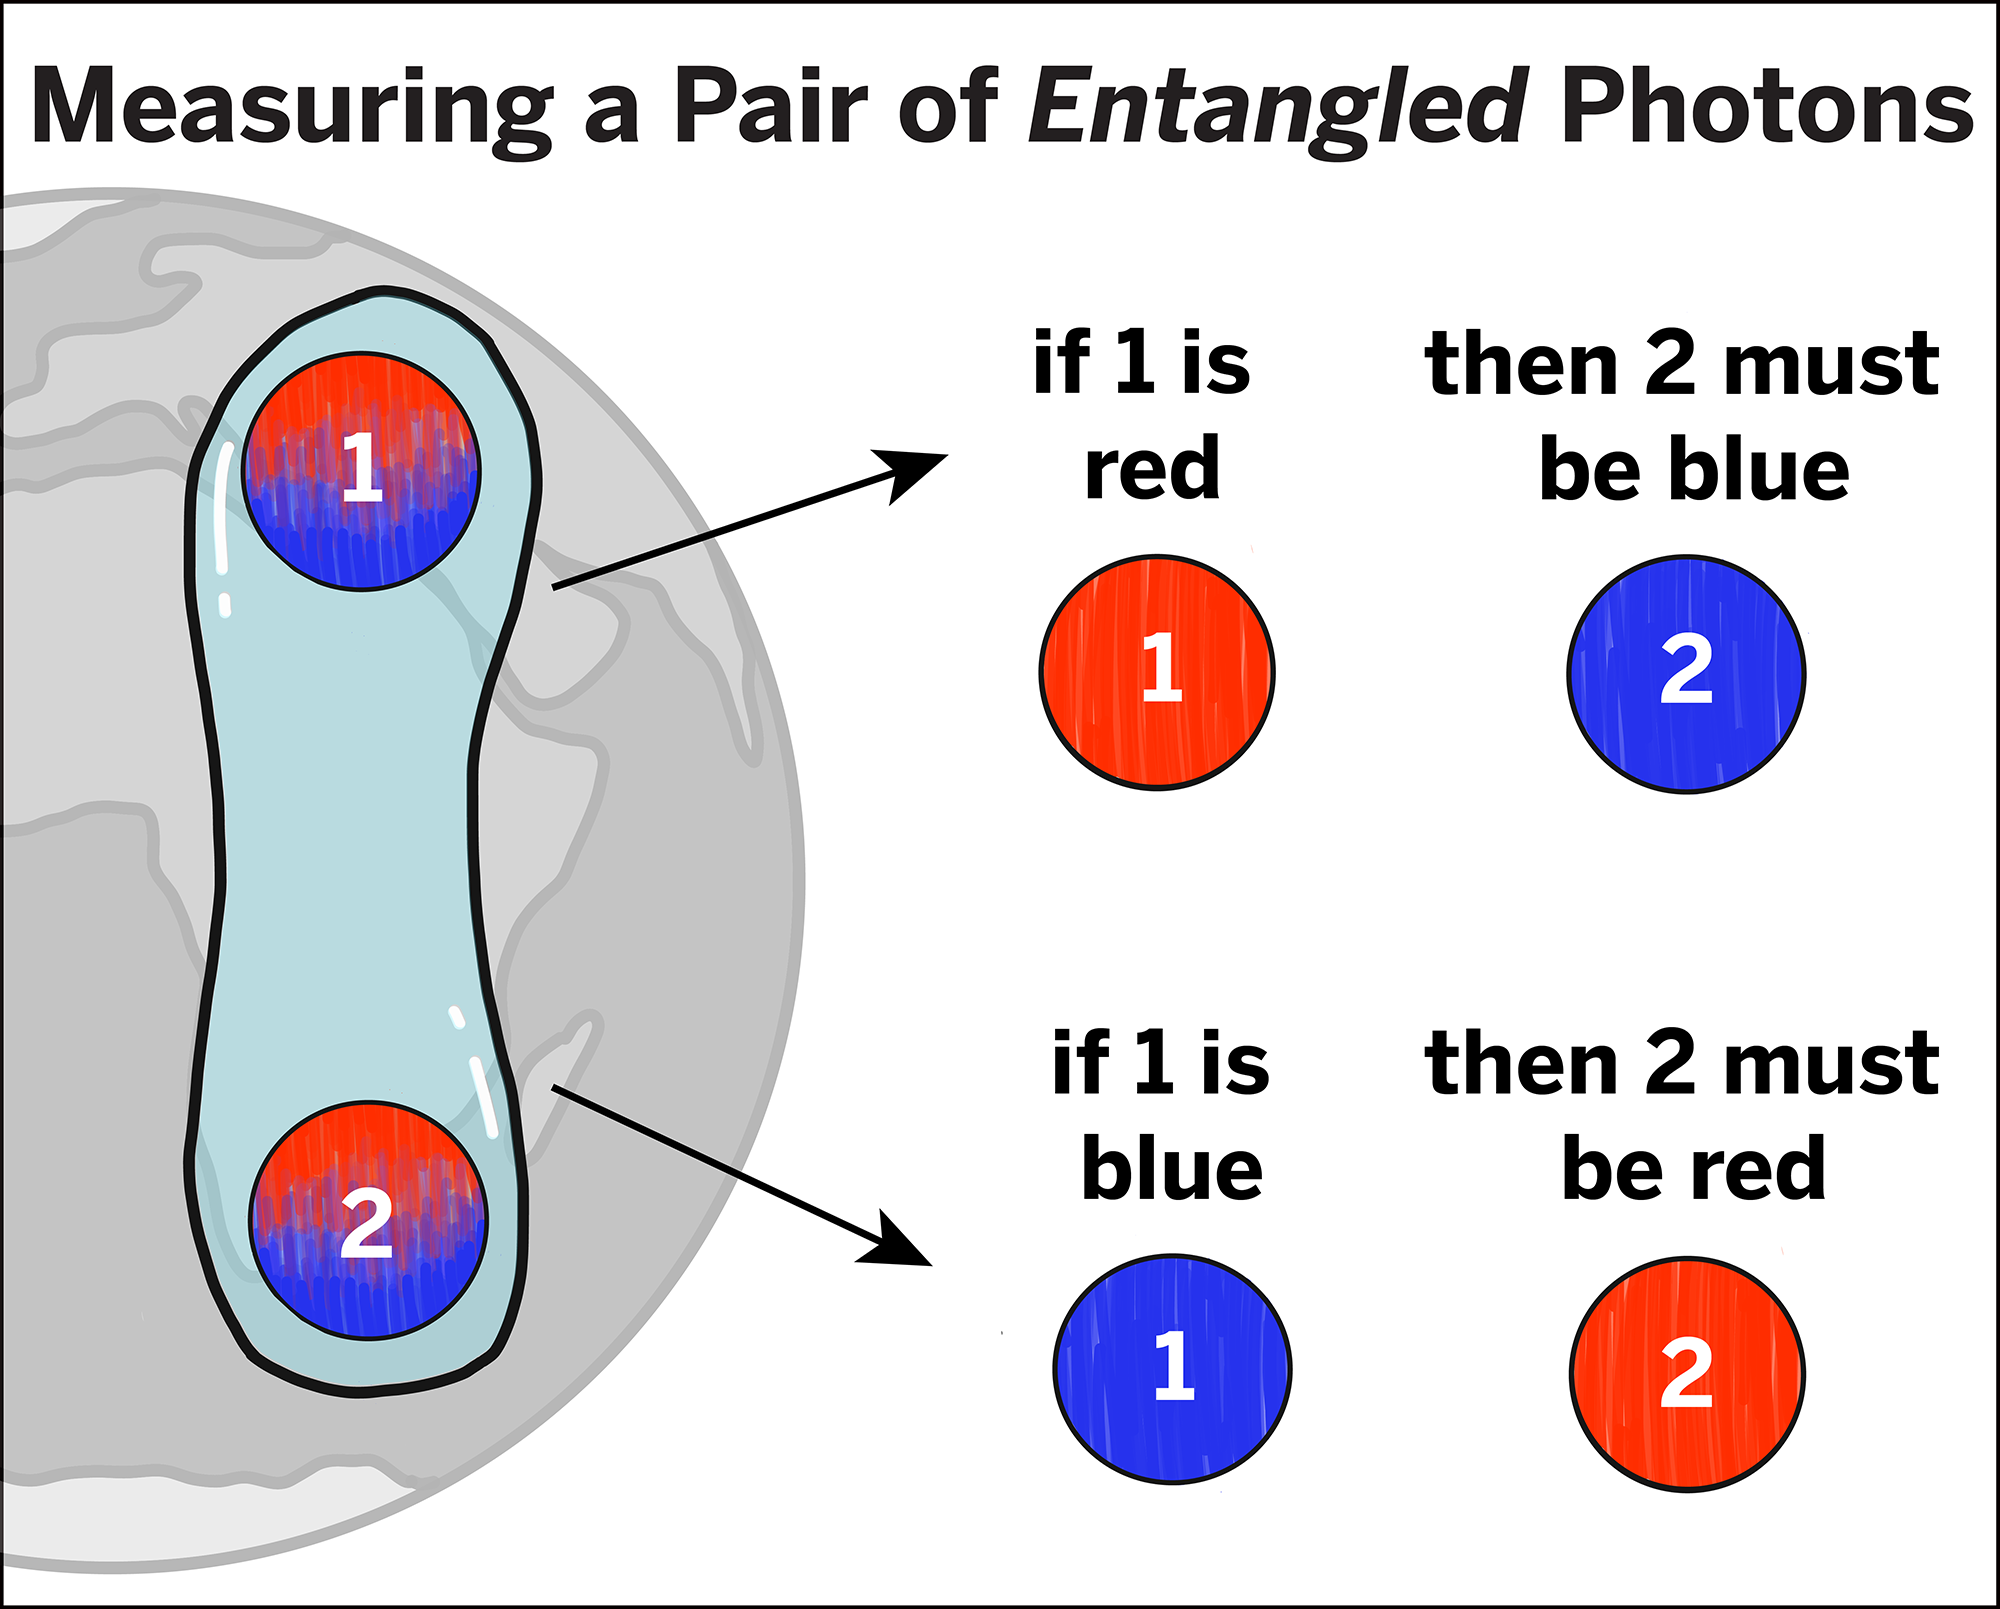 Measuring a Pair of Entangled Photons
1
if 1 is
red
then 2 must
be blue
1
2
2
if 1 is
blue
then 2 must
be red
1
2